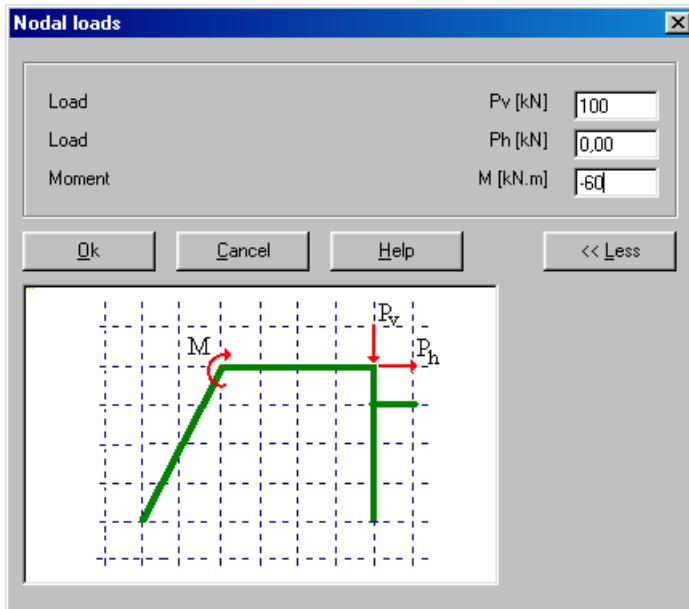 Nodal loads
Load Pv [kN] 100
Load Ph [kN] 0,00
Moment M [kN.m] -60
Ok Cancel Help << Less
Pv
M Ph